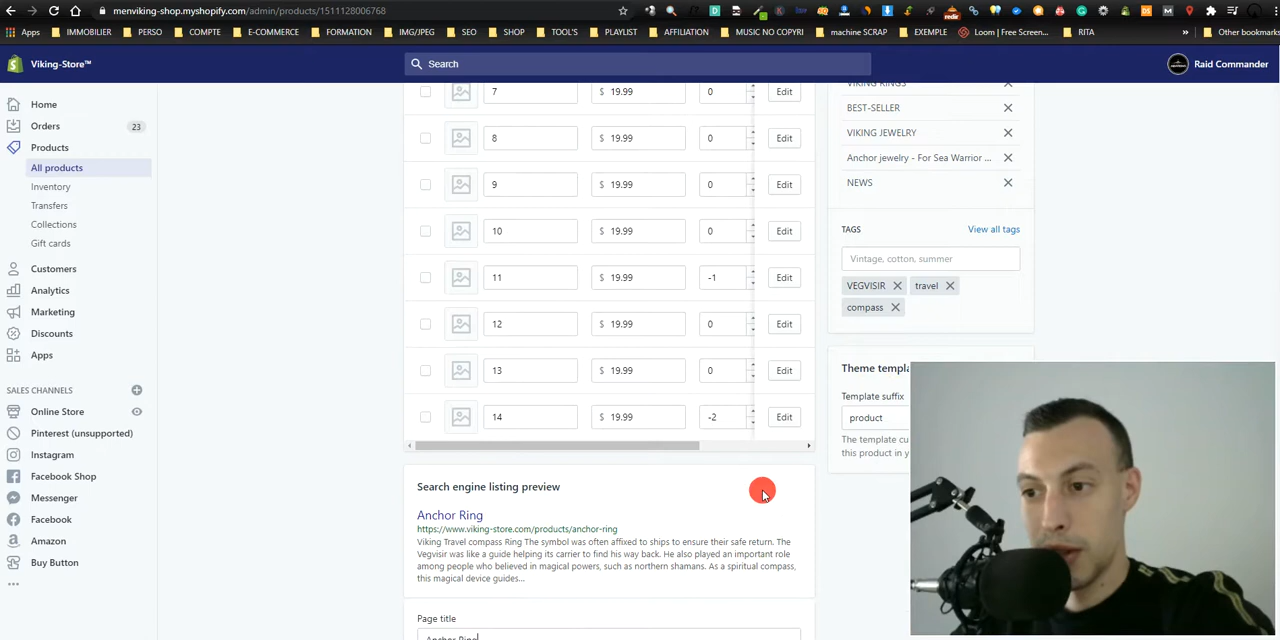 menviking-shop.myshopify.com/admin/products/1511128006768
Apps IMMOBILIER PERSO COMPTE E-COMMERCE FORMATION IMG/JPEG SEO SHOP TOOL'S PLAYLIST AFFILIATION MUSIC NO COPYRI machine SCRAP EXEMPLE Loom | Free Screen... RITA » Other bookmarks
Viking-Store™ Search Raid Commander
Home
Orders 23
Products
All products
Inventory
Transfers
Collections
Gift cards
Customers
Analytics
Marketing
Discounts
Apps
SALES CHANNELS
Online Store
Pinterest (unsupported)
Instagram
Facebook Shop
Messenger
Facebook
Amazon
Buy Button
7 $ 19.99 0 Edit
8 $ 19.99 0 Edit
9 $ 19.99 0 Edit
10 $ 19.99 0 Edit
11 $ 19.99 -1 Edit
12 $ 19.99 0 Edit
13 $ 19.99 0 Edit
14 $ 19.99 -2 Edit
Search engine listing preview
Anchor Ring
https://www.viking-store.com/products/anchor-ring
Viking Travel compass Ring The symbol was often affixed to ships to ensure their safe return. The
Vegvisir was like a guide helping its carrier to find his way back. He also played an important role
among people who believed in magical powers, such as northern shamans. As a spiritual compass,
this magical device guides...
Page title
Anchor Ring
VIKING RINGS
BEST-SELLER
VIKING JEWELRY
Anchor jewelry - For Sea Warrior ...
NEWS
TAGS View all tags
Vintage, cotton, summer
VEGVISIR travel
compass
Theme templa
Template suffix
product
The template cu
this product in y